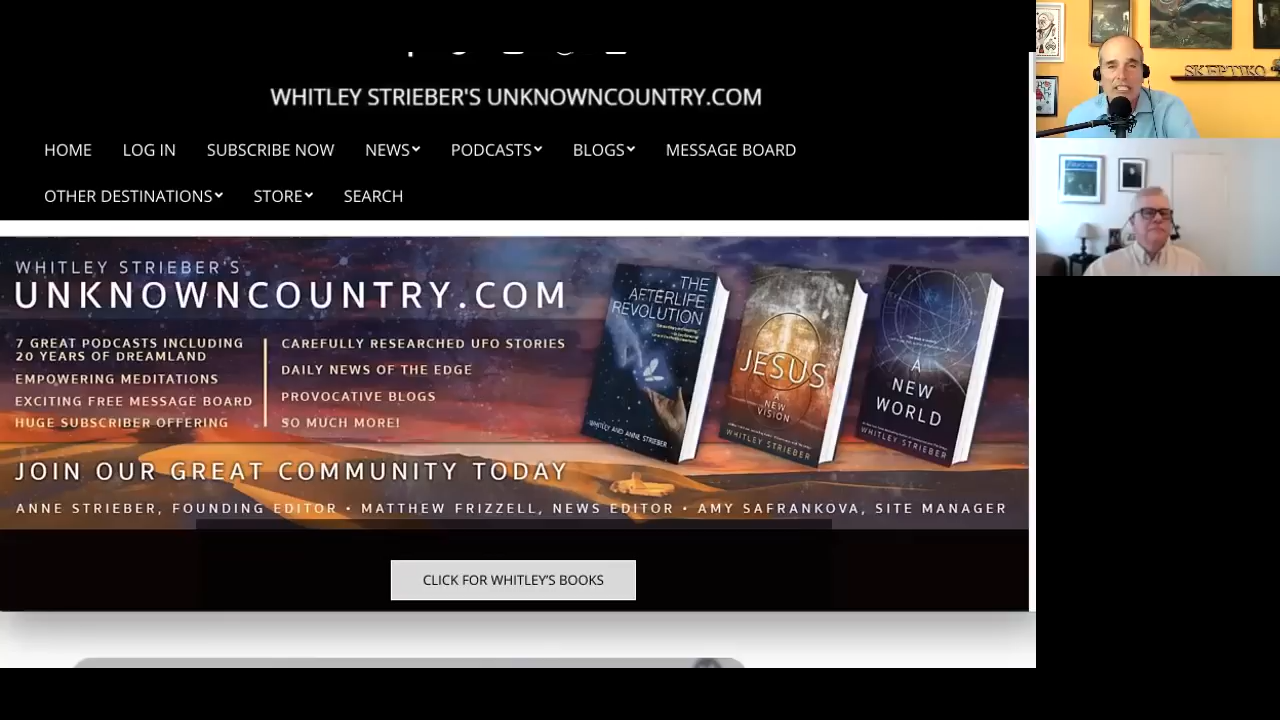 SKEPTIKO
WHITLEY STRIEBER'S UNKNOWNCOUNTRY.COM
HOME LOG IN SUBSCRIBE NOW NEWS PODCASTS BLOGS MESSAGE BOARD
OTHER DESTINATIONS STORE SEARCH
WHITLEY STRIEBER'S
UNKNOWNCOUNTRY.COM
7 GREAT PODCASTS INCLUDING
20 YEARS OF DREAMLAND
EMPOWERING MEDITATIONS
EXCITING FREE MESSAGE BOARD
HUGE SUBSCRIBER OFFERING
CAREFULLY RESEARCHED UFO STORIES
DAILY NEWS OF THE EDGE
PROVOCATIVE BLOGS
SO MUCH MORE!
THE
AFTERLIFE
REVOLUTION
WHITLEY AND ANNE STRIEBER
JESUS
A
NEW
VISION
WHITLEY STRIEBER
A
NEW
WORLD
WHITLEY STRIEBER
JOIN OUR GREAT COMMUNITY TODAY
ANNE STRIEBER, FOUNDING EDITOR • MATTHEW FRIZZELL, NEWS EDITOR • AMY SAFRANKOVA, SITE MANAGER
CLICK FOR WHITLEY'S BOOKS